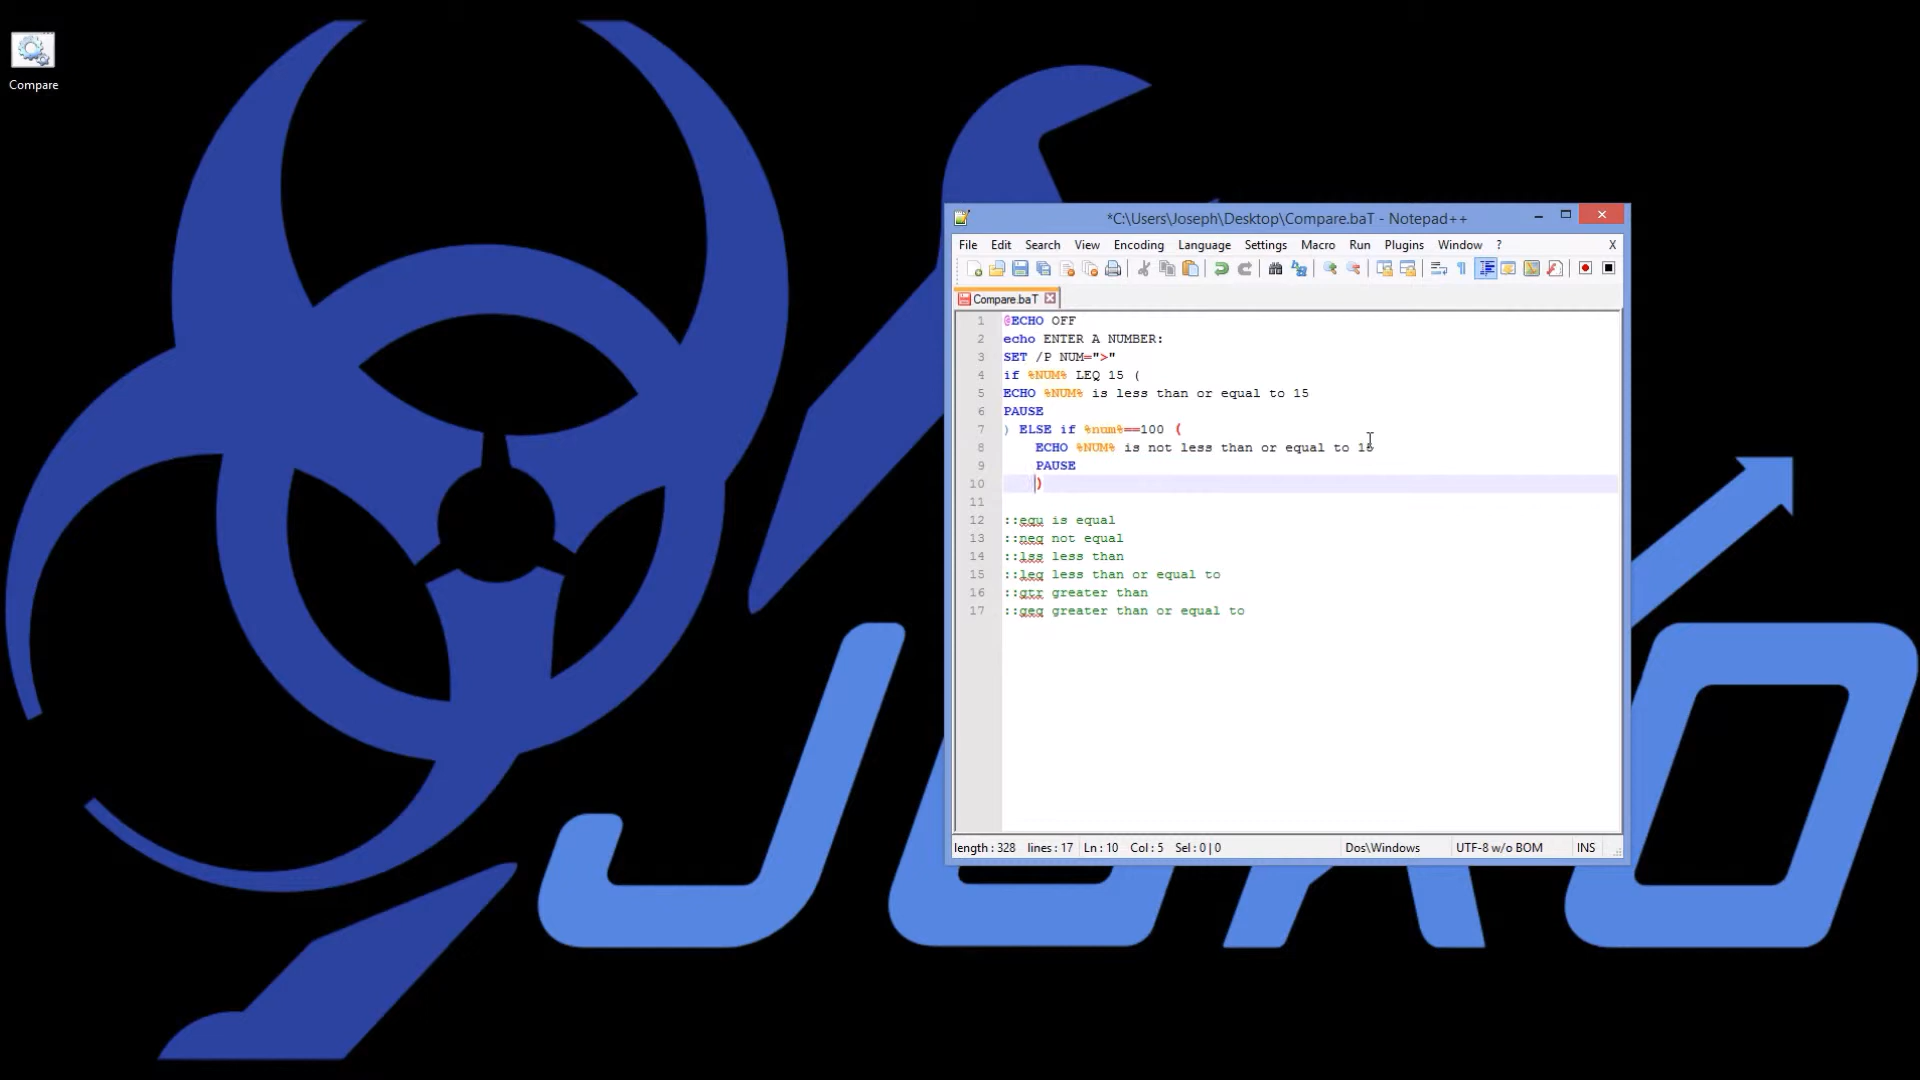 Compare
*C:\Users\Joseph\Desktop\Compare.baT - Notepad++
File Edit Search View Encoding Language Settings Macro Run Plugins Window ? X
Compare.baT
1 @ECHO OFF
2 echo ENTER A NUMBER:
3 SET /P NUM=">"
4 if %NUM% LEQ 15 (
5 ECHO %NUM% is less than or equal to 15
6 PAUSE
7 ) ELSE if %num%==100 (
8 ECHO %NUM% is not less than or equal to 15
9 PAUSE
10 )
11
12 ::equ is equal
13 ::neq not equal
14 ::lss less than
15 ::leq less than or equal to
16 ::gtr greater than
17 ::geq greater than or equal to
length : 328 lines : 17 Ln : 10 Col : 5 Sel : 0 | 0 Dos\Windows UTF-8 w/o BOM INS